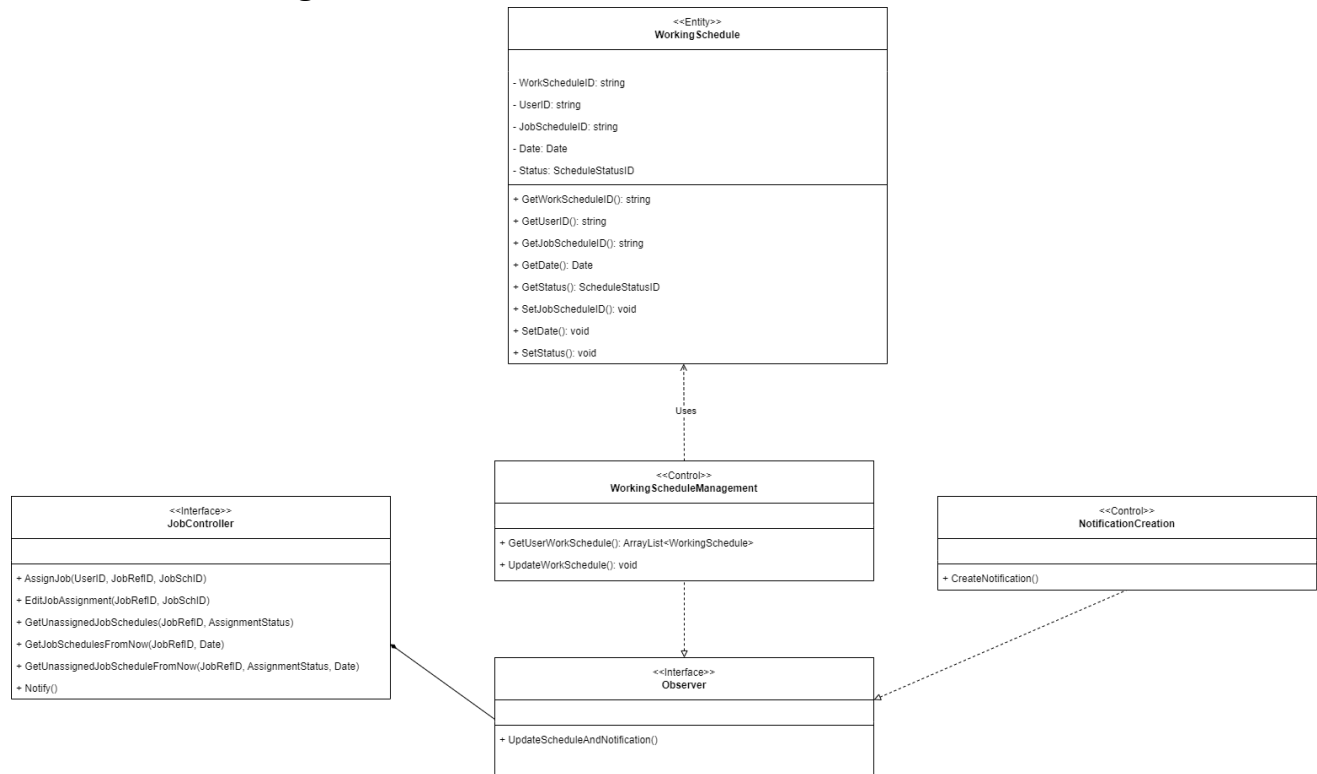 <<Entity>>
WorkingSchedule
- WorkScheduleID: string
- UserID: string
- JobScheduleID: string
- Date: Date
- Status: ScheduleStatusID
+ GetWorkScheduleID(): string
+ GetUserID(): string
+ GetJobScheduleID(): string
+ GetDate(): Date
+ GetStatus(): ScheduleStatusID
+ SetJobScheduleID(): void
+ SetDate(): void
+ SetStatus(): void
Uses
<<Interface>>
JobController
+ AssignJob(UserID, JobRefID, JobSchID)
+ EditJobAssignment(JobRefID, JobSchID)
+ GetUnassignedJobSchedules(JobRefID, AssignmentStatus)
+ GetJobSchedulesFromNow(JobRefID, Date)
+ GetUnassignedJobScheduleFromNow(JobRefID, AssignmentStatus, Date)
+ Notify()
<<Control>>
WorkingScheduleManagement
+ GetUserWorkSchedule(): ArrayList<WorkingSchedule>
+ UpdateWorkSchedule(): void
<<Control>>
NotificationCreation
+ CreateNotification()
<<Interface>>
Observer
+ UpdateScheduleAndNotification()